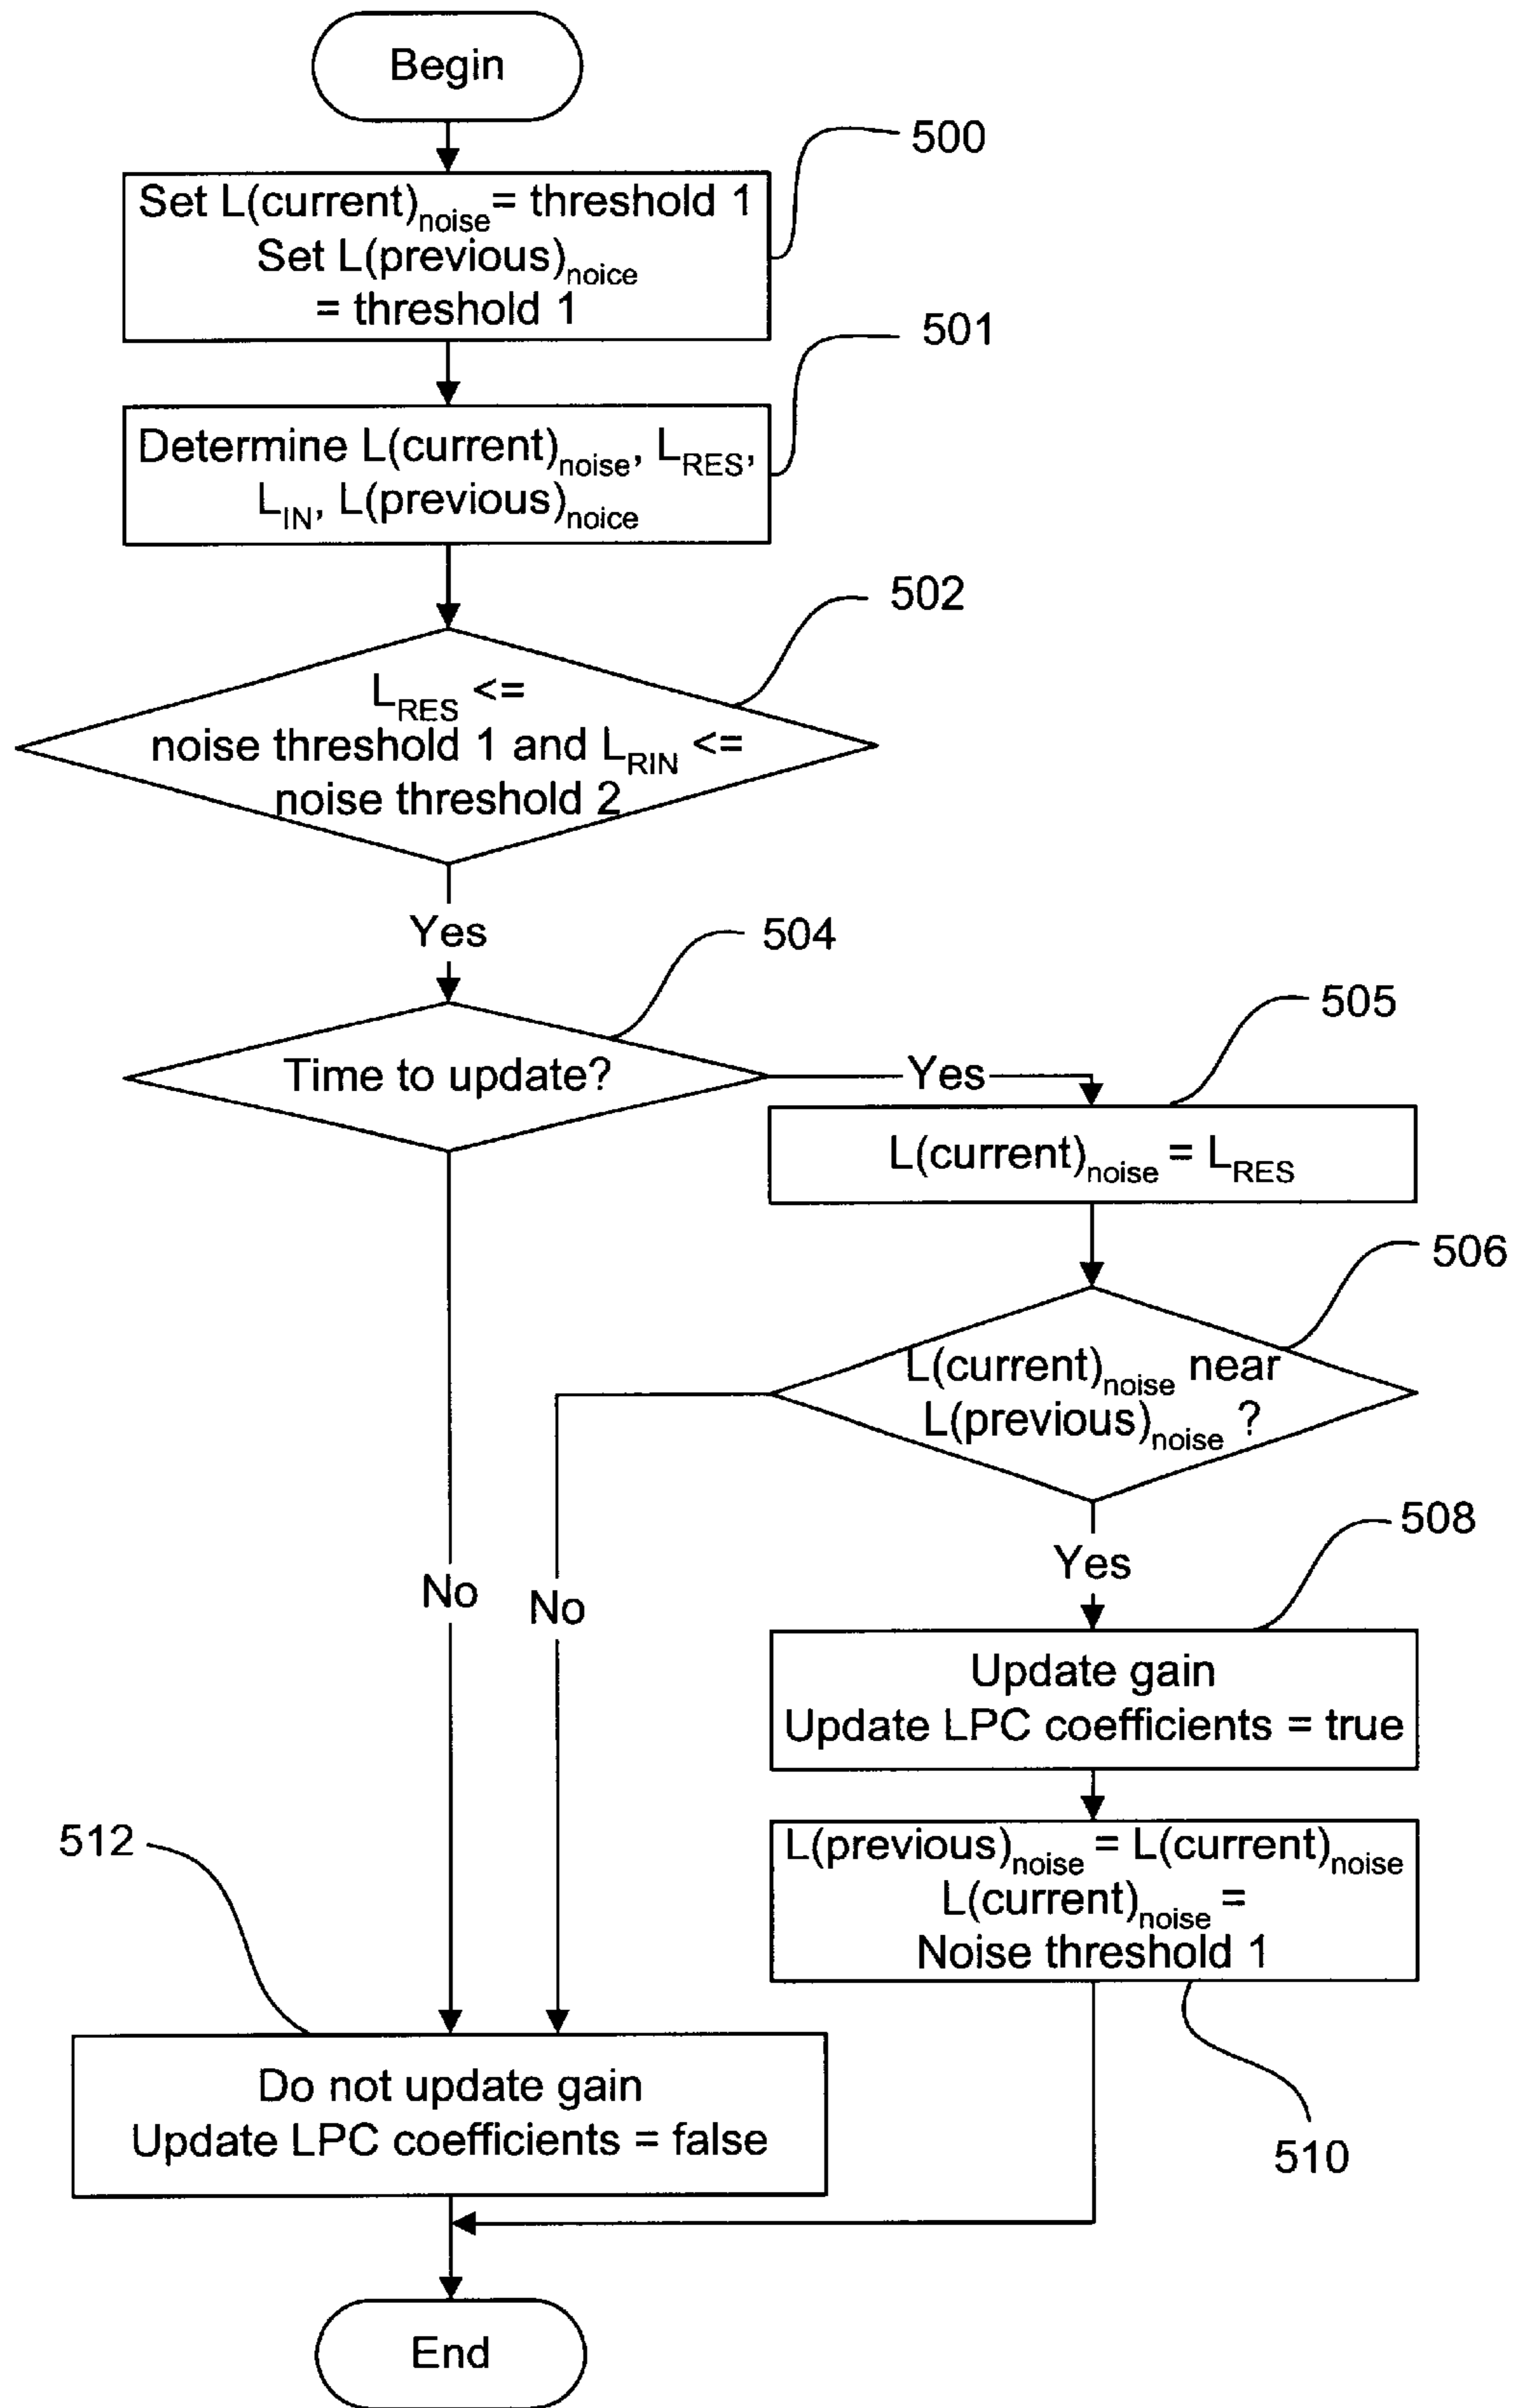 Begin
500
Set L(current)noise = threshold 1
Set L(previous)noice
= threshold 1
501
Determine L(current)noise, LRES,
LIN, L(previous)noice
502
LRES <=
noise threshold 1 and LRIN <=
noise threshold 2
Yes
504
Time to update?
Yes
505
L(current)noise = LRES
506
L(current)noise near
L(previous)noise ?
No
No
Yes
508
Update gain
Update LPC coefficients = true
L(previous)noise = L(current)noise
L(current)noise =
Noise threshold 1
510
512
Do not update gain
Update LPC coefficients = false
End